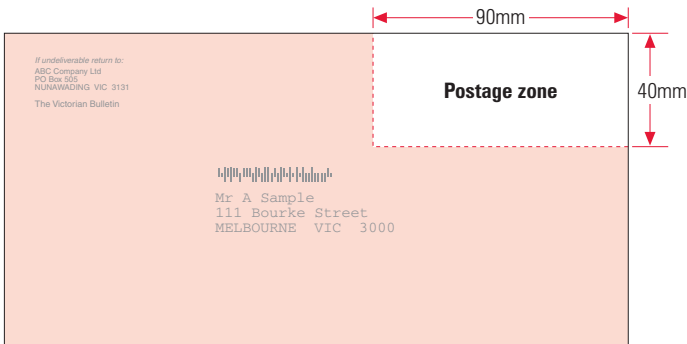 90mm
If undeliverable return to:
ABC Company Ltd
PO Box 505
NUNAWADING VIC 3131
The Victorian Bulletin
Postage zone
40mm
Mr A Sample
111 Bourke Street
MELBOURNE VIC 3000